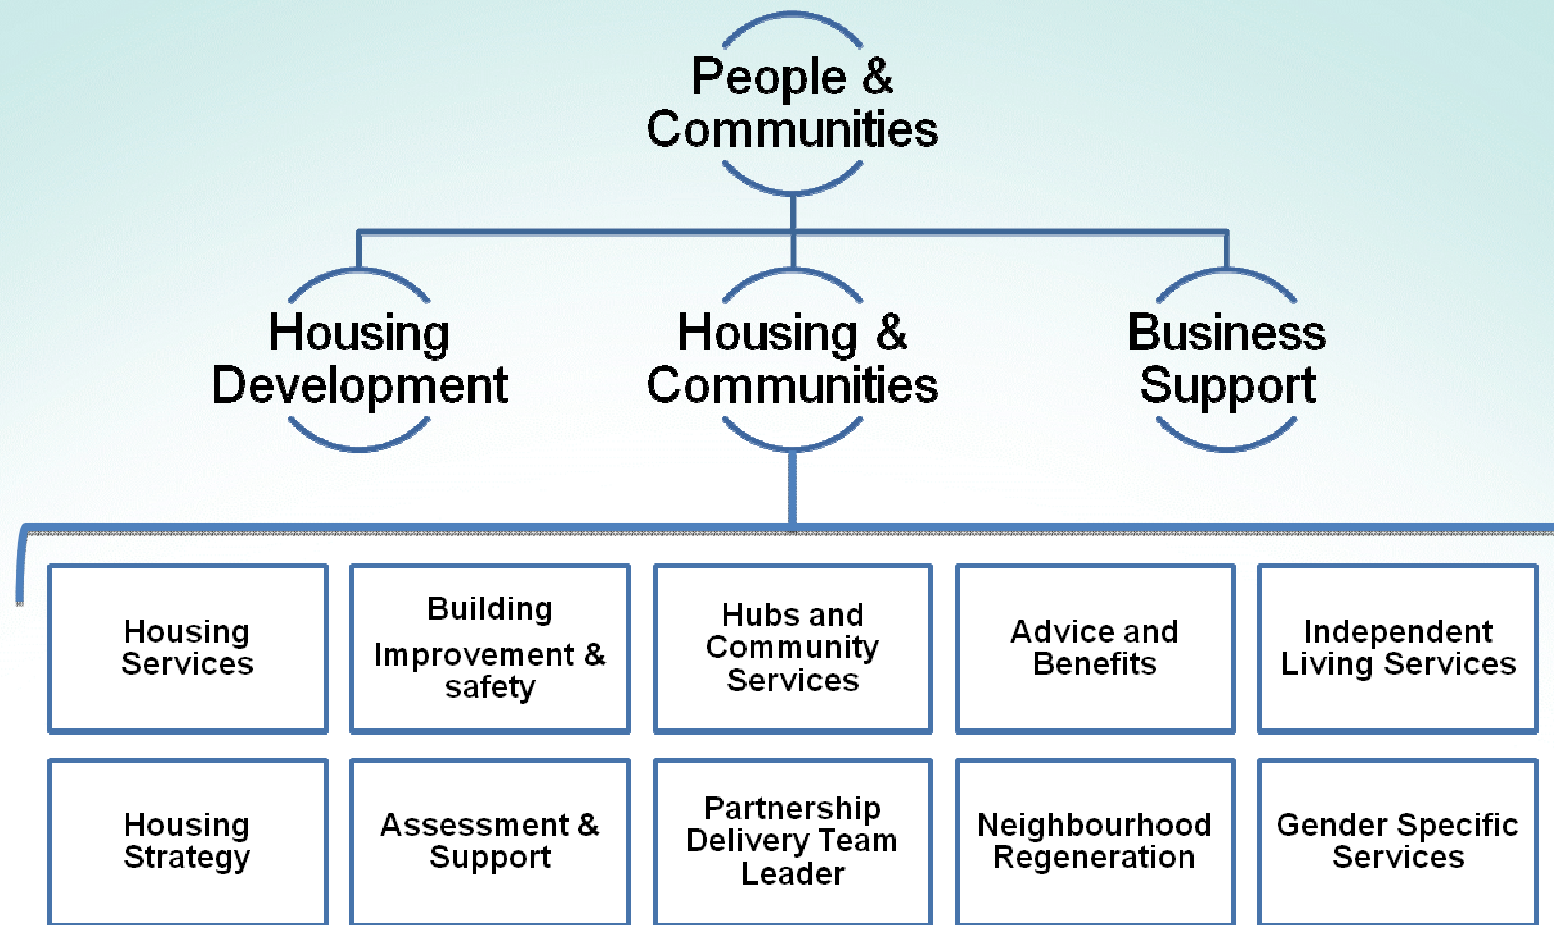 People &
Communities
Housing
Development
Housing &
Communities
Business
Support
Housing
Services
Building
Improvement &
safety
Hubs and
Community
Services
Advice and
Benefits
Independent
Living Services
Housing
Strategy
Assessment &
Support
Partnership
Delivery Team
Leader
Neighbourhood
Regeneration
Gender Specific
Services